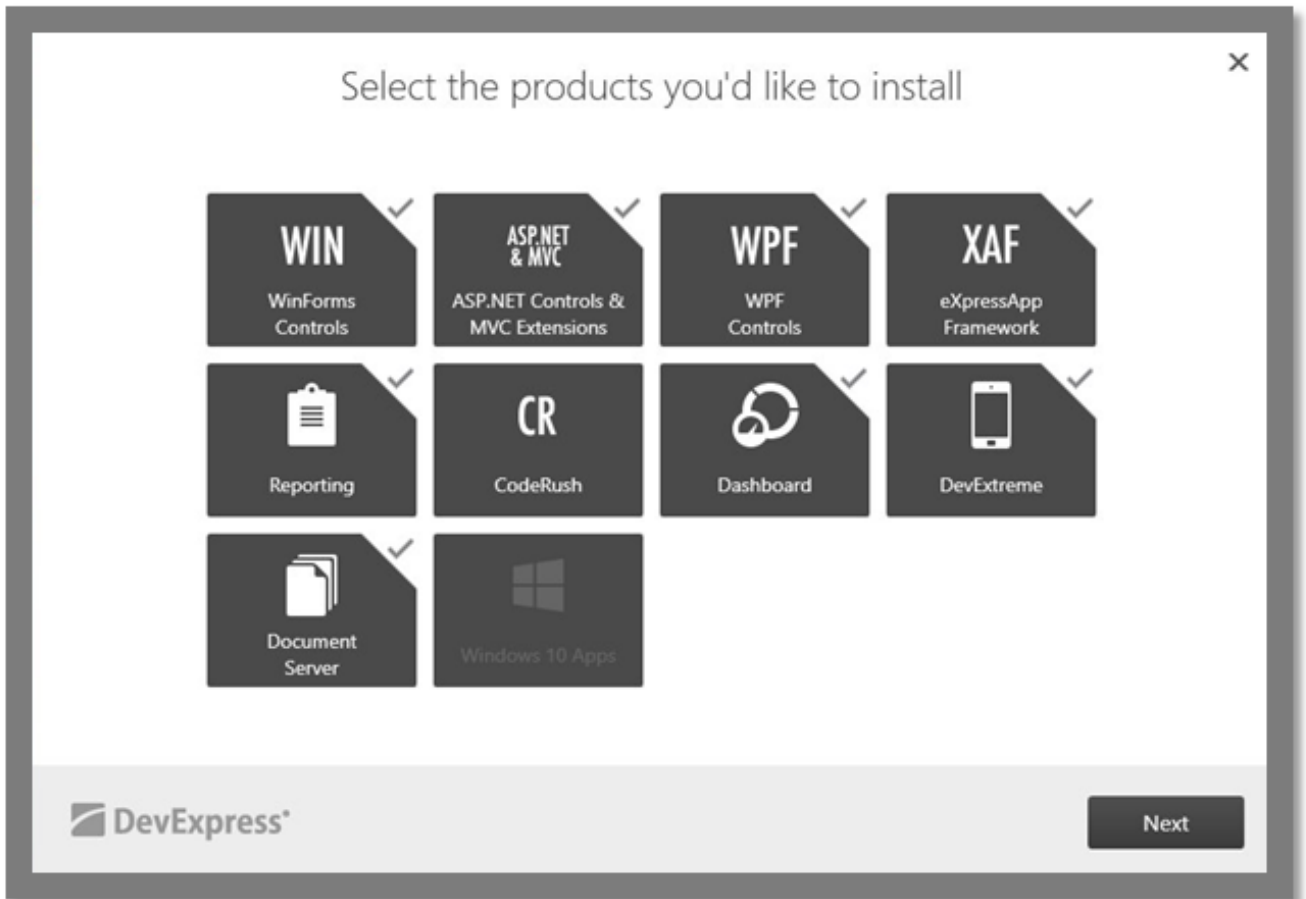 Select the products you'd like to install
WIN
WinForms
Controls
ASP.NET
& MVC
ASP.NET Controls &
MVC Extensions
WPF
WPF
Controls
XAF
eXpressApp
Framework
Reporting
CR
CodeRush
Dashboard
DevExtreme
Document
Server
Windows 10 Apps
DevExpress
Next